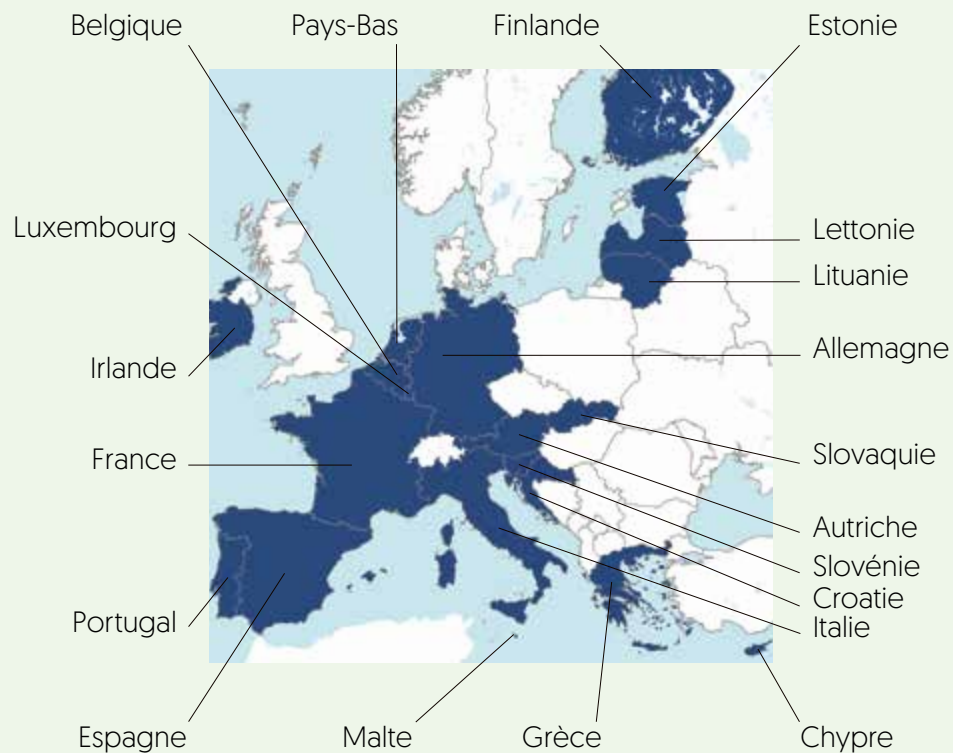 Belgique
Pays-Bas
Finlande
Estonie
Luxembourg
Lettonie
Lituanie
Irlande
Allemagne
France
Slovaquie
Autriche
Slovénie
Croatie
Portugal
Italie
Espagne
Malte
Grèce
Chypre